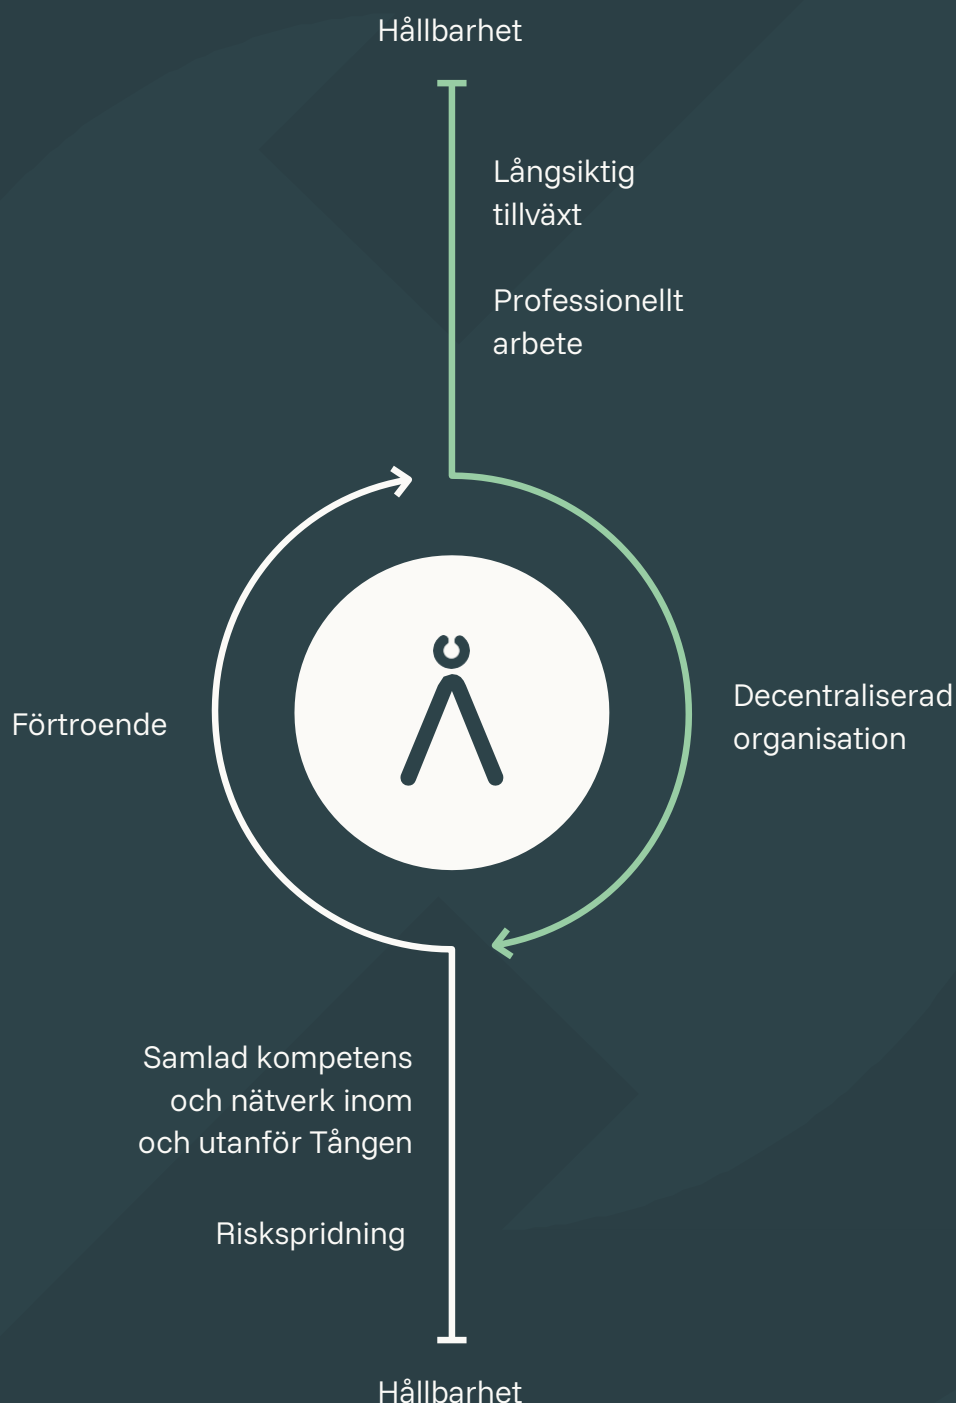 Hållbarhet
Långsiktig
tillväxt
Professionellt
arbete
Förtroende
Decentraliserad
organisation
Samlad kompetens
och nätverk inom
och utanför Tången
Riskspridning
Hållbarhet